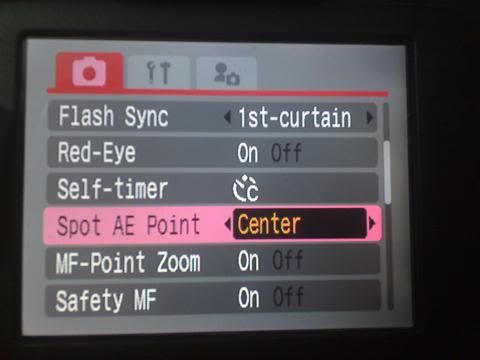 Flash Sync 1st-curtain
Red-Eye On Off
Self-timer C
Spot AE Point Center
MF-Point Zoom On Off
Safety MF On Off